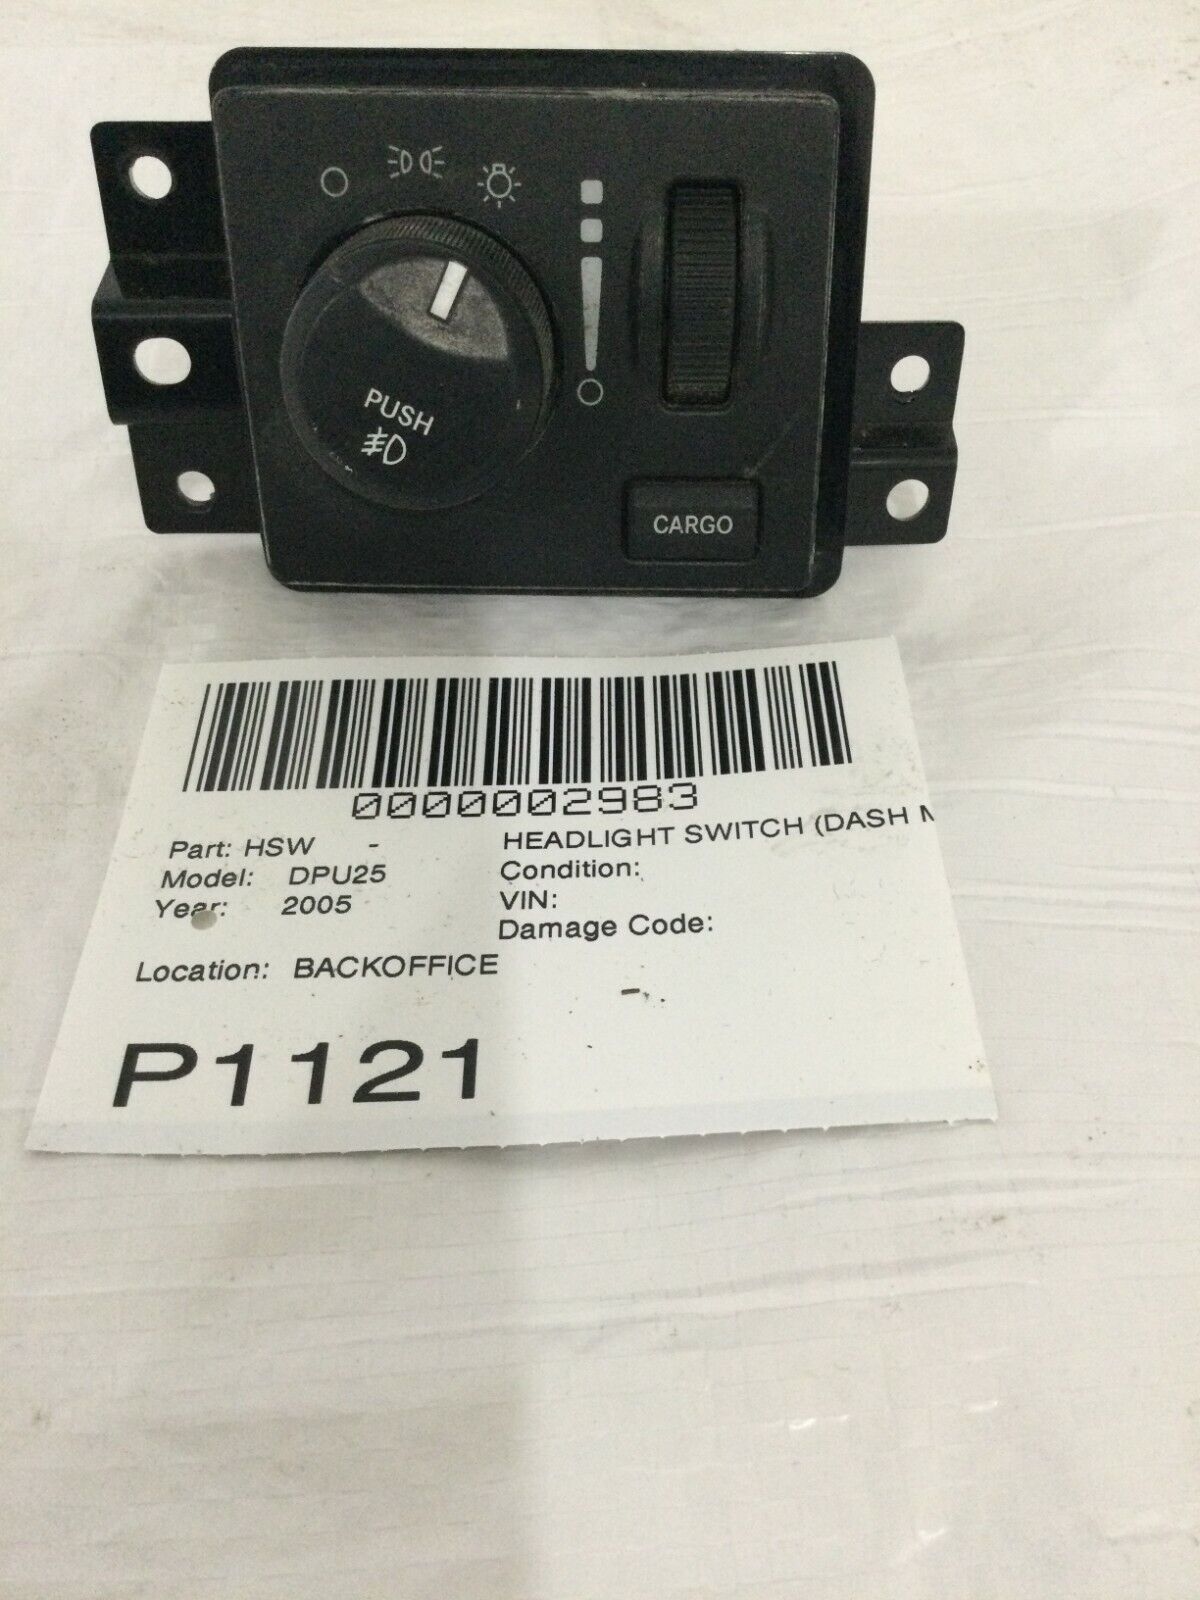 PUSH
CARGO
0000002983
Part: HSW - HEADLIGHT SWITCH (DASH
Model: DPU25 Condition:
Year: 2005 VIN:
Damage Code:
Location: BACKOFFICE
P1121